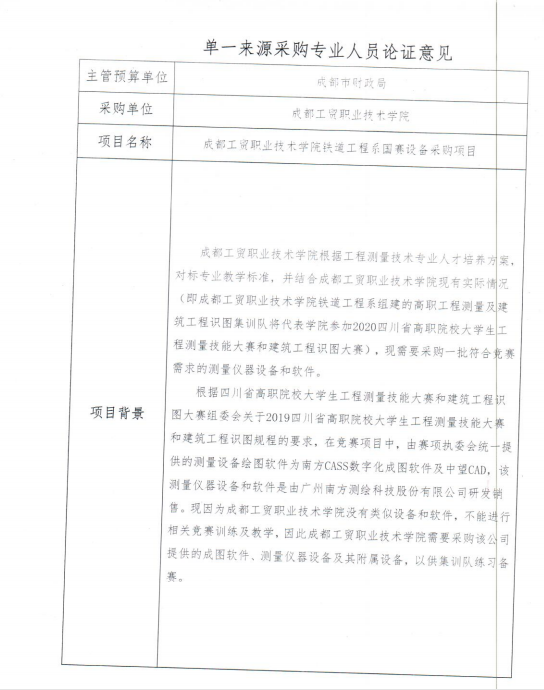 单一来源采购专业人员论证意见
主管预算单位
成都市财政局
采购单位
成都工贸职业技术学院
项目名称
成都工贸职业技术学院铁道工程系国赛设备采购项目
项目背景
成都工贸职业技术学院根据工程测量技术专业人才培养方案，
对标专业教学标准，并结合成都工贸职业技术学院现有实际情况
（即成都工贸职业技术学院铁道工程系组建的高职工程测量及建
筑工程识图集训队将代表学院参加2020四川省高职院校大学生工
程测量技能大赛和建筑工程识图大赛），现需要采购一批符合竞赛
需求的测量仪器设备和软件。
根据四川省高职院校大学生工程测量技能大赛和建筑工程识
图大赛组委会关于2019四川省高职院校大学生工程测量技能大赛
和建筑工程识图规程的要求，在竞赛项目中，由赛项执委会统一提
供的测量设备绘图软件为南方CASS数字化成图软件及中望CAD，该
测量仪器设备和软件是由广州南方测绘科技股份有限公司研发销
售。现因为成都工贸职业技术学院没有类似设备和软件，不能进行
相关竞赛训练及教学，因此成都工贸职业技术学院需要采购该公司
提供的成图软件、测量仪器设备及其附属设备，以供集训队练习备
赛。